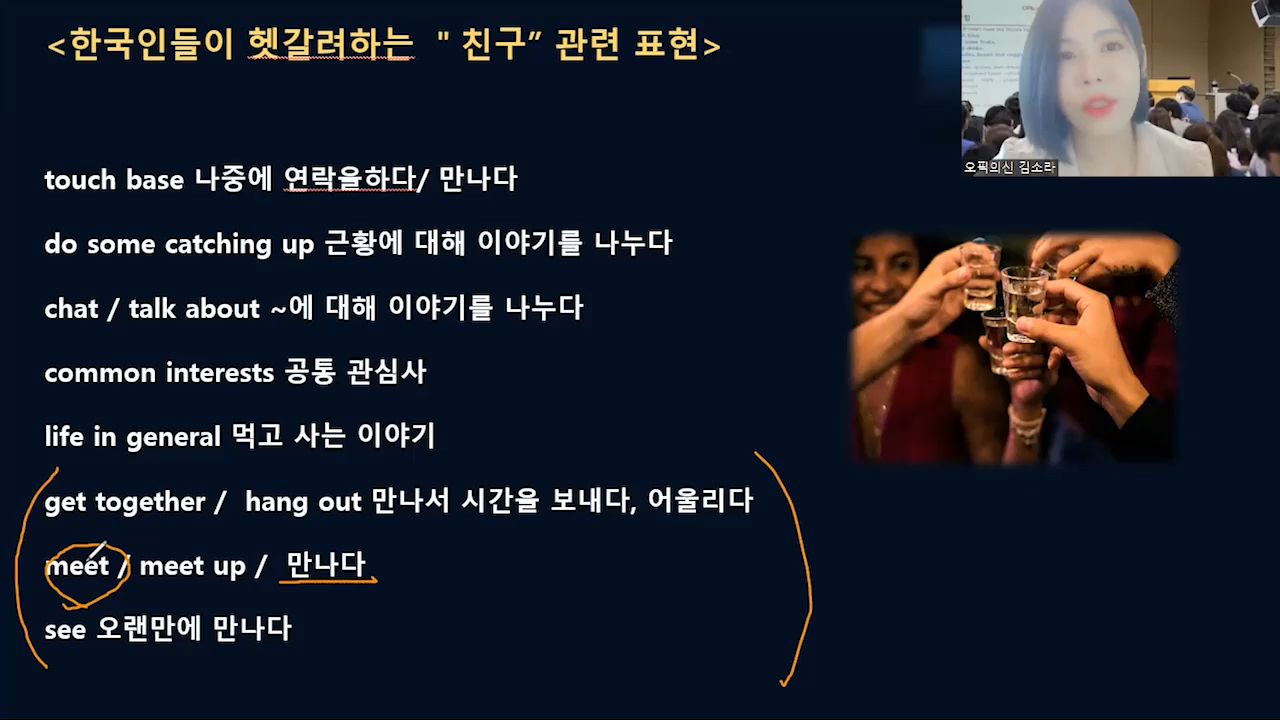 <한국인들이 헷갈려하는 " 친구” 관련 표현>
오픽의신 김소라
touch base 나중에 연락을하다/ 만나다
do some catching up 근황에 대해 이야기를 나누다
chat / talk about ~에 대해 이야기를 나누다
common interests 공통 관심사
life in general 먹고 사는 이야기
get together / hang out 만나서 시간을 보내다, 어울리다
meet / meet up / 만나다
see 오랜만에 만나다